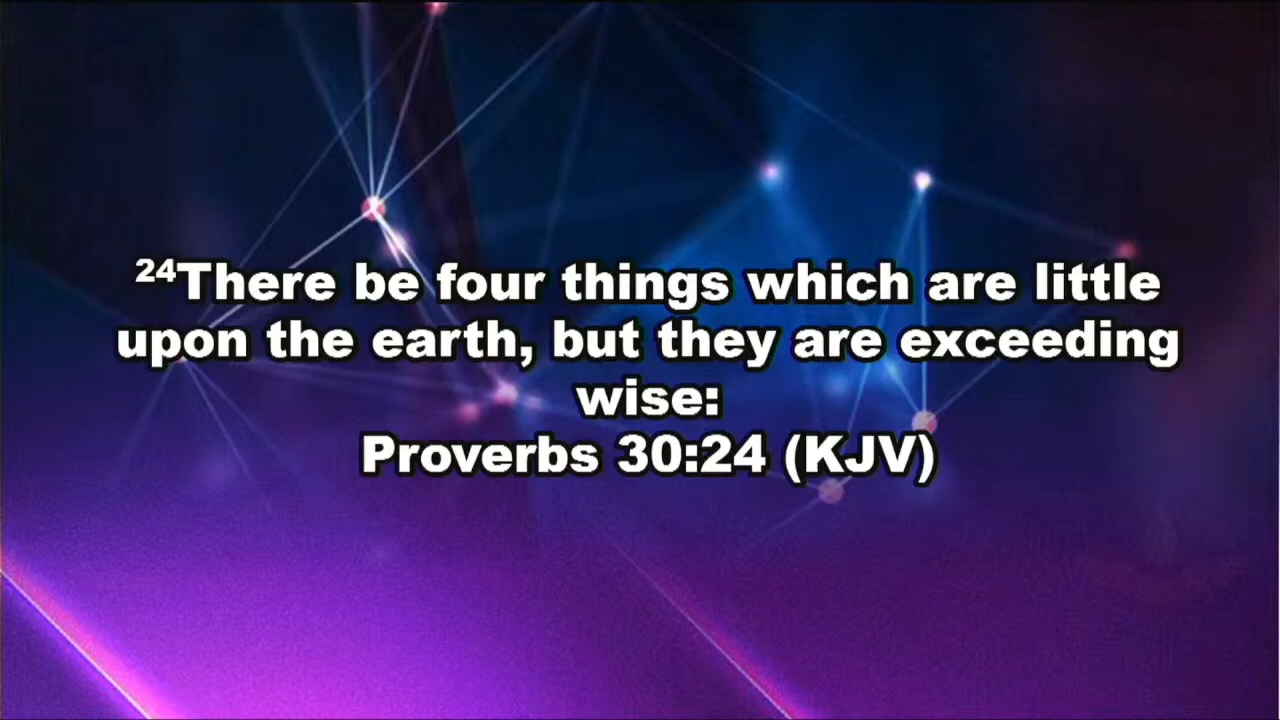 ²⁴There be four things which are little
upon the earth, but they are exceeding
wise:
Proverbs 30:24 (KJV)